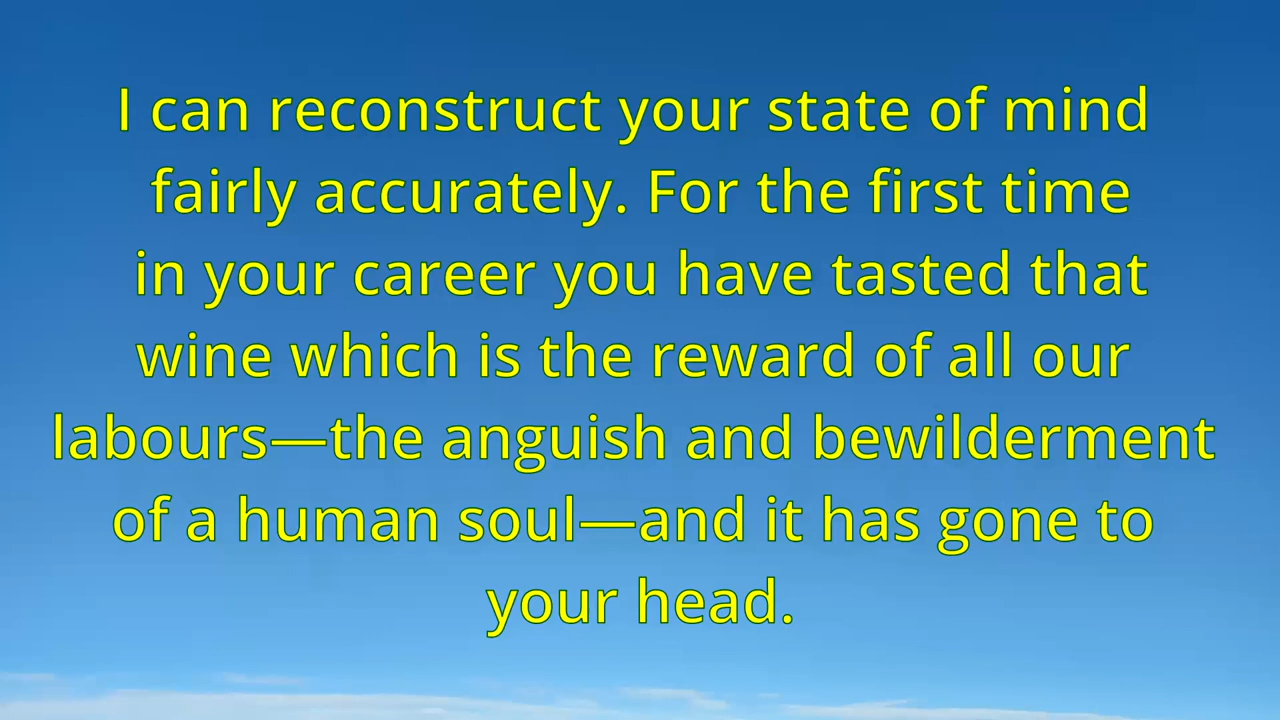 I can reconstruct your state of mind
fairly accurately. For the first time
in your career you have tasted that
wine which is the reward of all our
labours—the anguish and bewilderment
of a human soul—and it has gone to
your head.